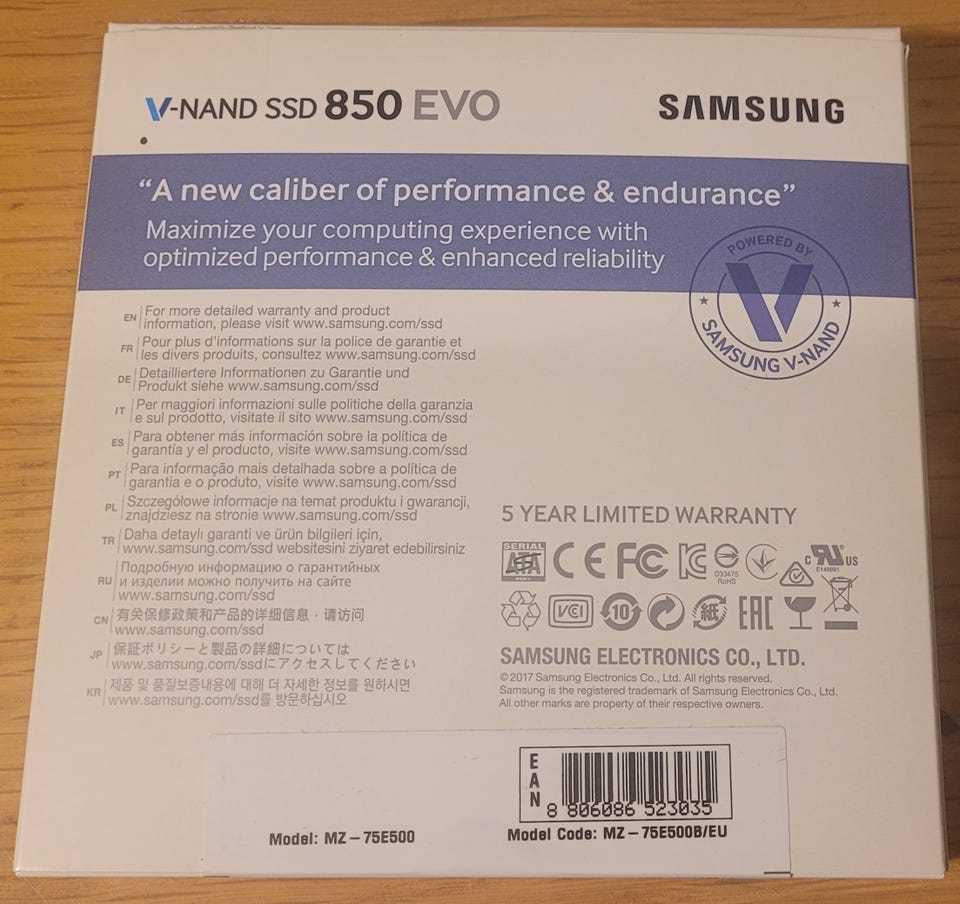 V-NAND SSD 850 EVO
SAMSUNG
“A new caliber of performance & endurance”
Maximize your computing experience with
optimized performance & enhanced reliability
POWERED BY
V
SAMSUNG V-NAND
EN For more detailed warranty and product
information, please visit www.samsung.com/ssd
FR Pour plus d'informations sur la police de garantie et
les divers produits, consultez www.samsung.com/ssd
DE Detailliertere Informationen zu Garantie und
Produkt siehe www.samsung.com/ssd
IT Per maggiori informazioni sulle politiche della garanzia
e sul prodotto, visitate il sito www.samsung.com/ssd
ES Para obtener más información sobre la política de
garantía y el producto, visite www.samsung.com/ssd
PT Para informação mais detalhada sobre a política de
garantia e o produto, visite www.samsung.com/ssd
PL Szczegółowe informacje na temat produktu i gwarancji,
znajdziesz na stronie www.samsung.com/ssd
TR Daha detaylı garanti ve ürün bilgileri için,
www.samsung.com/ssd websitesini ziyaret edebilirsiniz
RU Подробную информацию о гарантийных
и изделии можно получить на сайте
www.samsung.com/ssd
CN 有关保修政策和产品的详细信息，请访问
www.samsung.com/ssd
JP 保証ポリシーと製品の詳細については
www.samsung.com/ssdにアクセスしてください
KR 제품 및 품질보증내용에 대해 더 자세한 정보를 원하시면
www.samsung.com/ssd를 방문하십시오
5 YEAR LIMITED WARRANTY
SERIAL ATA CE FC KC D33475 RoHS c RU US E149091
VCI 10 紙 EAC
SAMSUNG ELECTRONICS CO., LTD.
©2017 Samsung Electronics Co., Ltd. All rights reserved.
Samsung is the registered trademark of Samsung Electronics Co., Ltd.
All other marks are property of their respective owners.
EAN
8 806086 523035
Model: MZ-75E500
Model Code: MZ-75E500B/EU